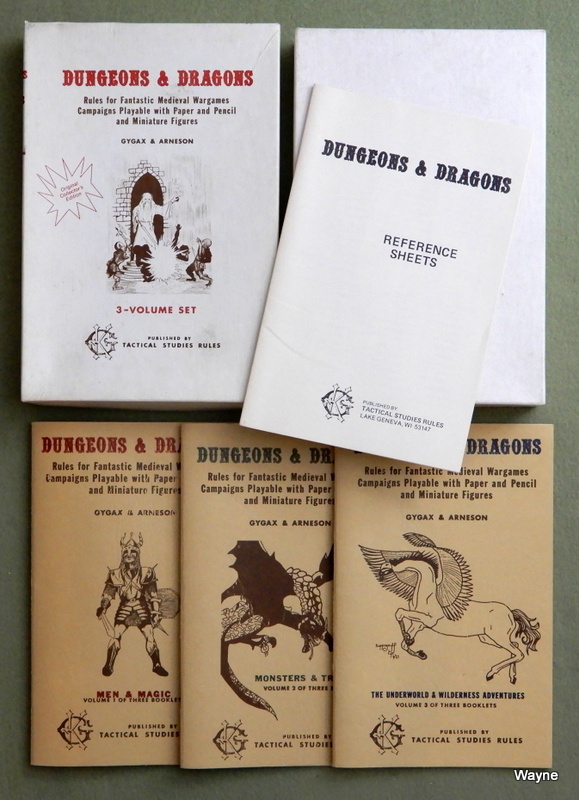 DUNGEONS & DRAGONS
Rules for Fantastic Medieval Wargames
Campaigns Playable with Paper and Pencil
and Miniature Figures
GYGAX & ARNESON
Original
Collector's
Edition
3-VOLUME SET
PUBLISHED BY
TACTICAL STUDIES RULES
DUNGEONS & DRAGONS
REFERENCE
SHEETS
PUBLISHED BY
TACTICAL STUDIES RULES
LAKE GENEVA, WI 53147
DUNGEONS & DRA
Rules for Fantastic Medieval W
Campaigns Playable with Paper
and Miniature Figures
GYGAX & ARNESON
MEN & MAGIC
VOLUME 1 OF THREE BOOKLETS
PUBLISHED BY
TACTICAL STUDIES
DUNGEONS & DRA
Rules for Fantastic Medieval W
Campaigns Playable with Paper
and Miniature Figures
GYGAX & ARNESON
MONSTERS & TR
VOLUME 2 OF THREE B
PUBLISHED BY
TACTICAL STUDIES
DRAGONS
Rules for Fantastic Medieval Wargames
Campaigns Playable with Paper and Pencil
and Miniature Figures
GYGAX & ARNESON
THE UNDERWORLD & WILDERNESS ADVENTURES
VOLUME 3 OF THREE BOOKLETS
PUBLISHED BY
TACTICAL STUDIES RULES
Wayne